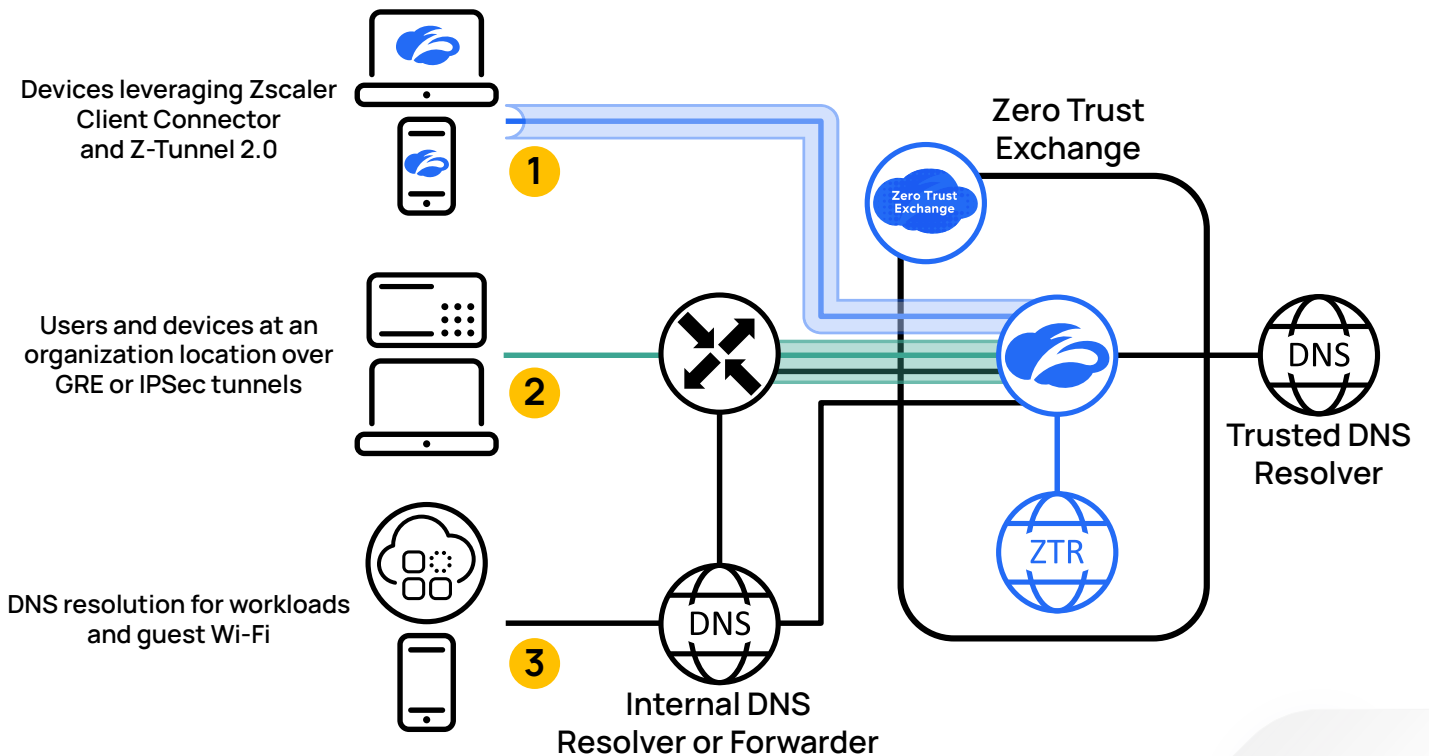 Devices leveraging Zscaler
Client Connector
and Z-Tunnel 2.0
1
Zero Trust
Exchange
Zero Trust
Exchange
Users and devices at an
organization location over
GRE or IPSec tunnels
2
DNS
Trusted DNS
Resolver
ZTR
DNS resolution for workloads
and guest Wi-Fi
3
DNS
Internal DNS
Resolver or Forwarder